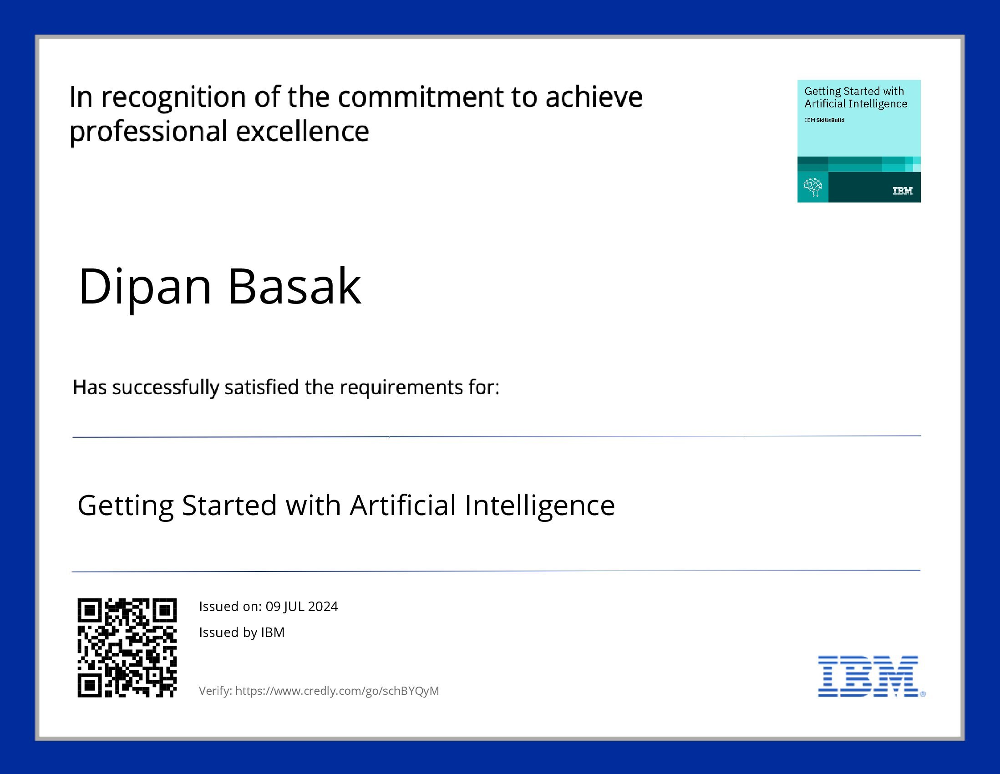 In recognition of the commitment to achieve
professional excellence
Getting Started with
Artificial Intelligence
IBM SkillsBuild
IBM
Dipan Basak
Has successfully satisfied the requirements for:
Getting Started with Artificial Intelligence
Issued on: 09 JUL 2024
Issued by IBM
Verify: https://www.credly.com/go/schBYQyM
IBM®